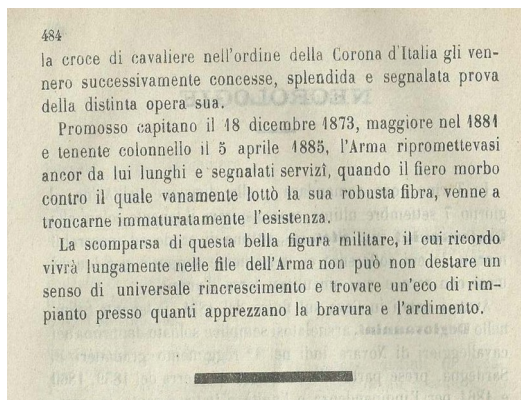 484
la croce di cavaliere nell'ordine della Corona d'Italia gli ven-
nero successivamente concesse, splendida e segnalata prova
della distinta opera sua.
Promosso capitano il 18 dicembre 1873, maggiore nel 1881
e tenente colonnello il 5 aprile 1885, l'Arma ripromettevasi
ancor da lui lunghi e segnalati servizî, quando il fiero morbo
contro il quale vanamente lottò la sua robusta fibra, venne a
troncarne immaturatamente l'esistenza.
La scomparsa di questa bella figura militare, il cui ricordo
vivrà lungamente nelle file dell'Arma non può non destare un
senso di universale rincrescimento e trovare un'eco di rim-
pianto presso quanti apprezzano la bravura e l'ardimento.